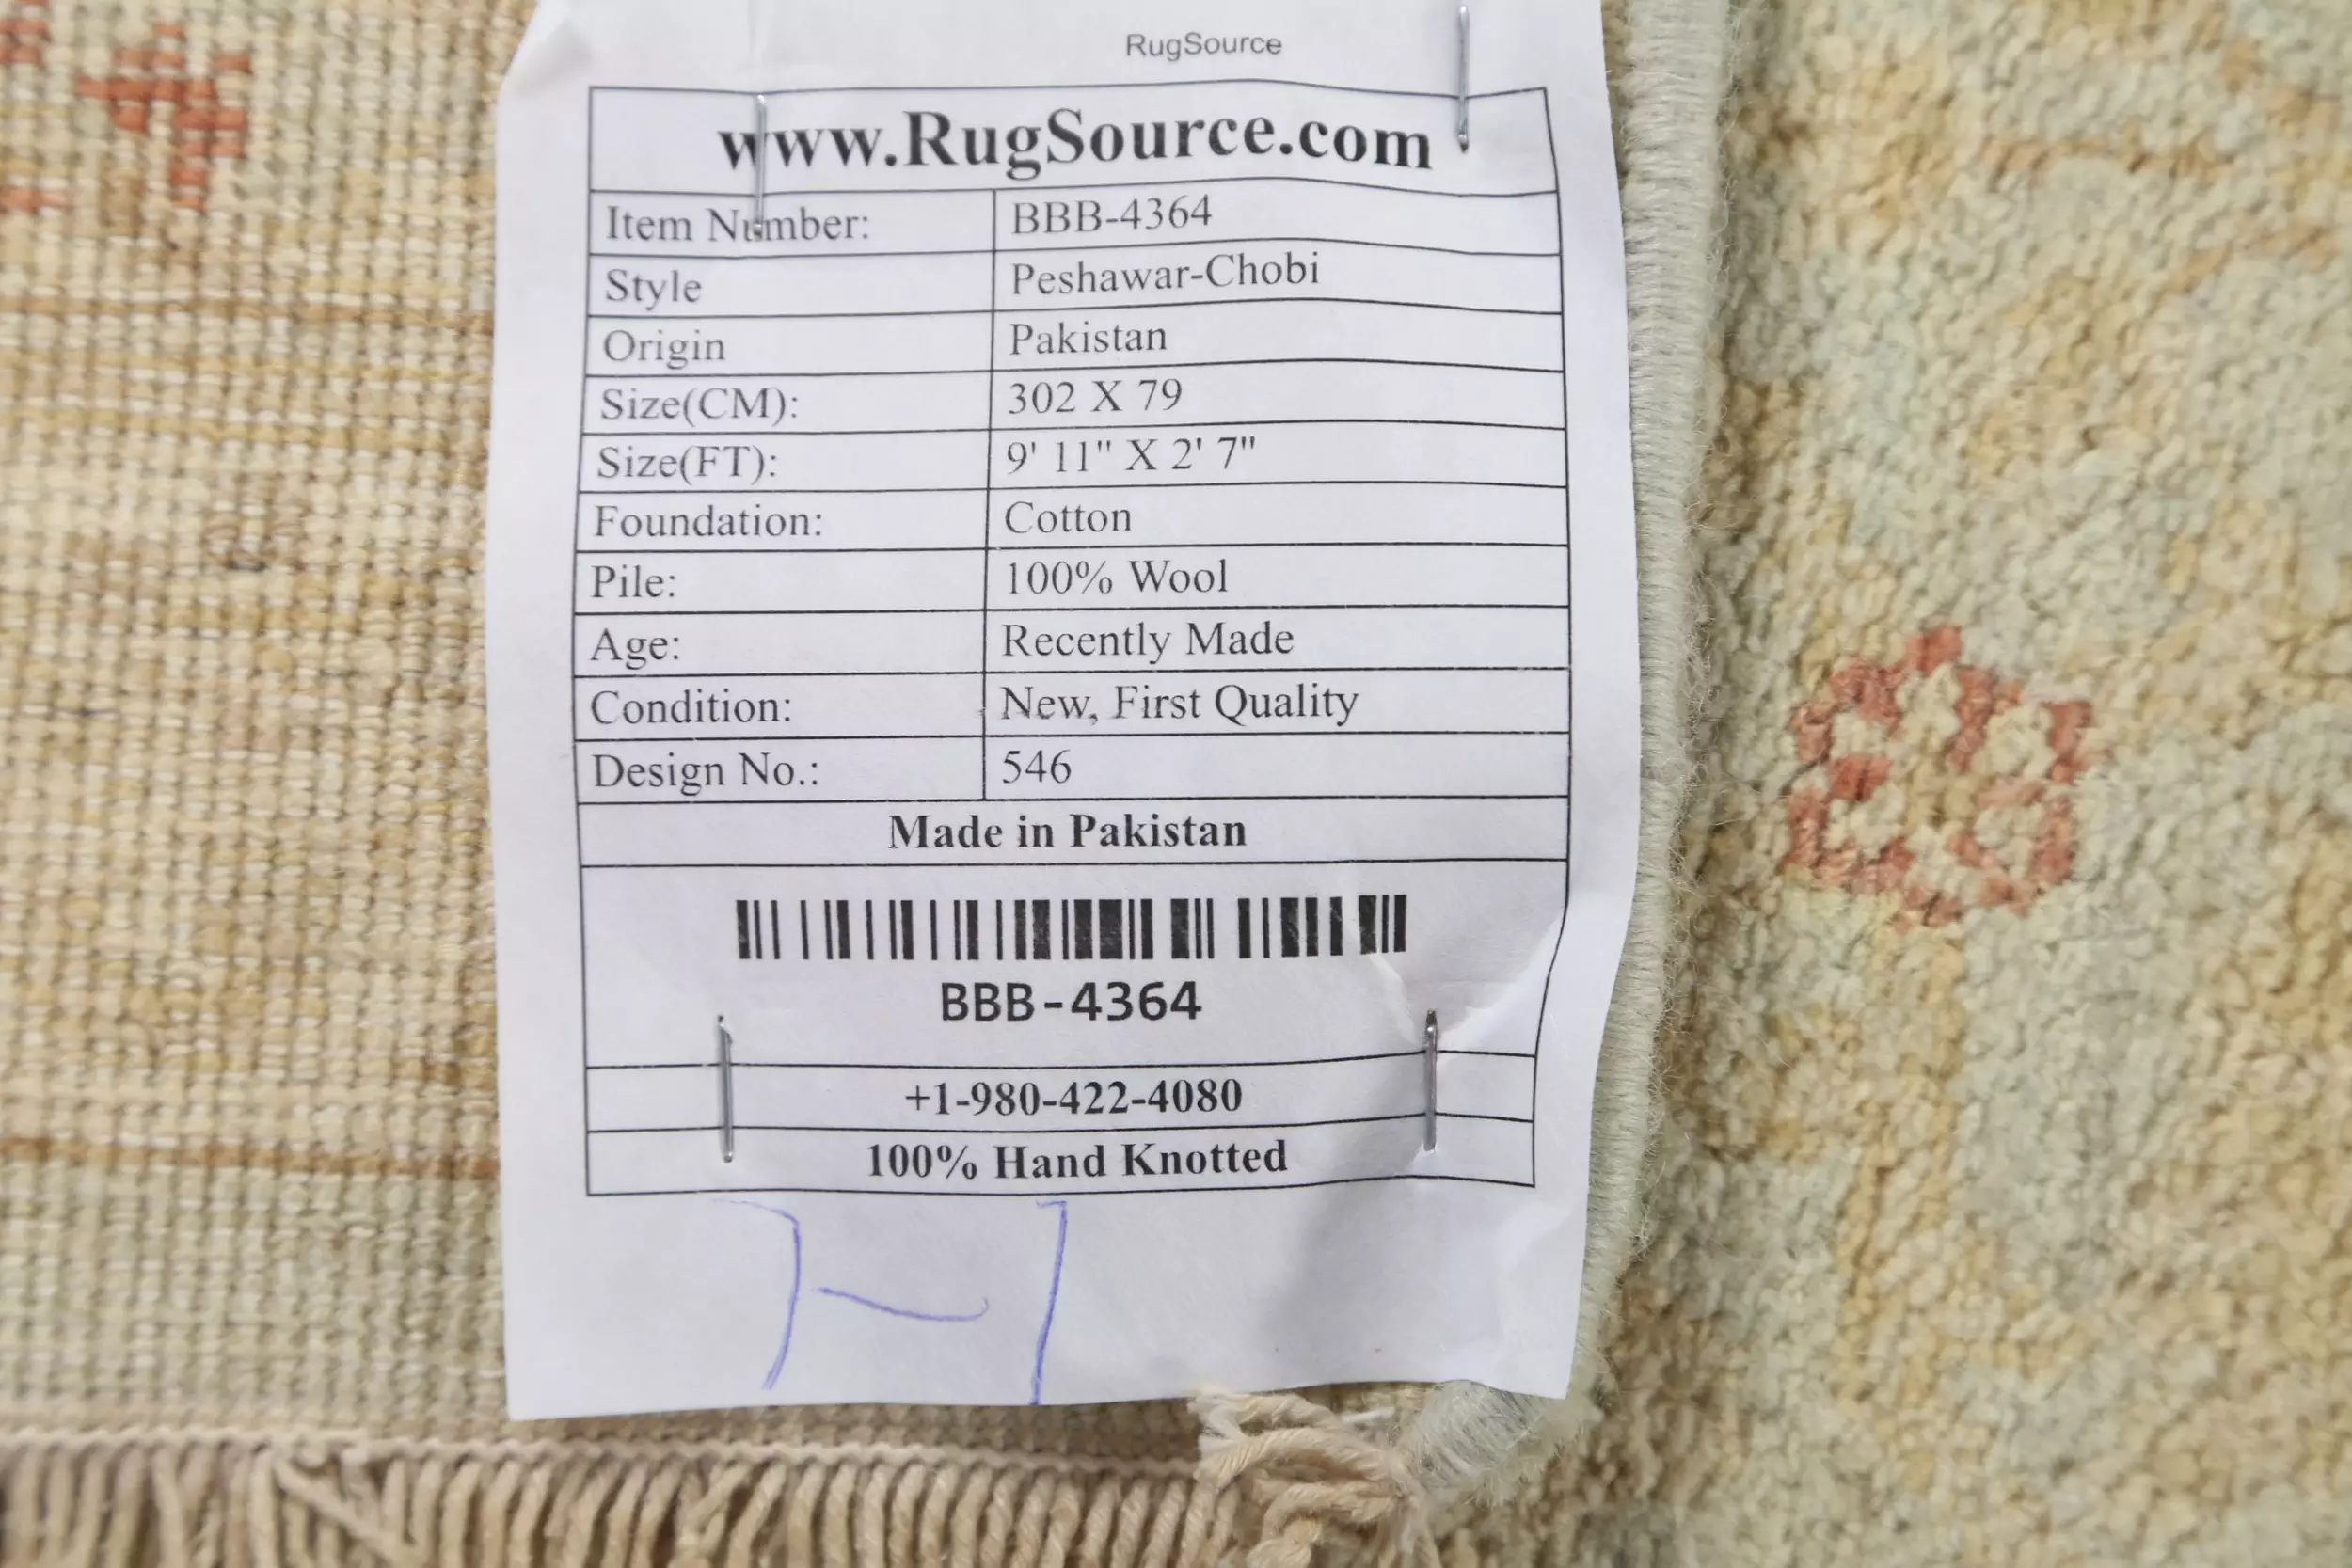 RugSource
www.RugSource.com
Item Number: BBB-4364
Style Peshawar-Chobi
Origin Pakistan
Size(CM): 302 X 79
Size(FT): 9' 11" X 2' 7"
Foundation: Cotton
Pile: 100% Wool
Age: Recently Made
Condition: New, First Quality
Design No.: 546
Made in Pakistan
BBB-4364
+1-980-422-4080
100% Hand Knotted